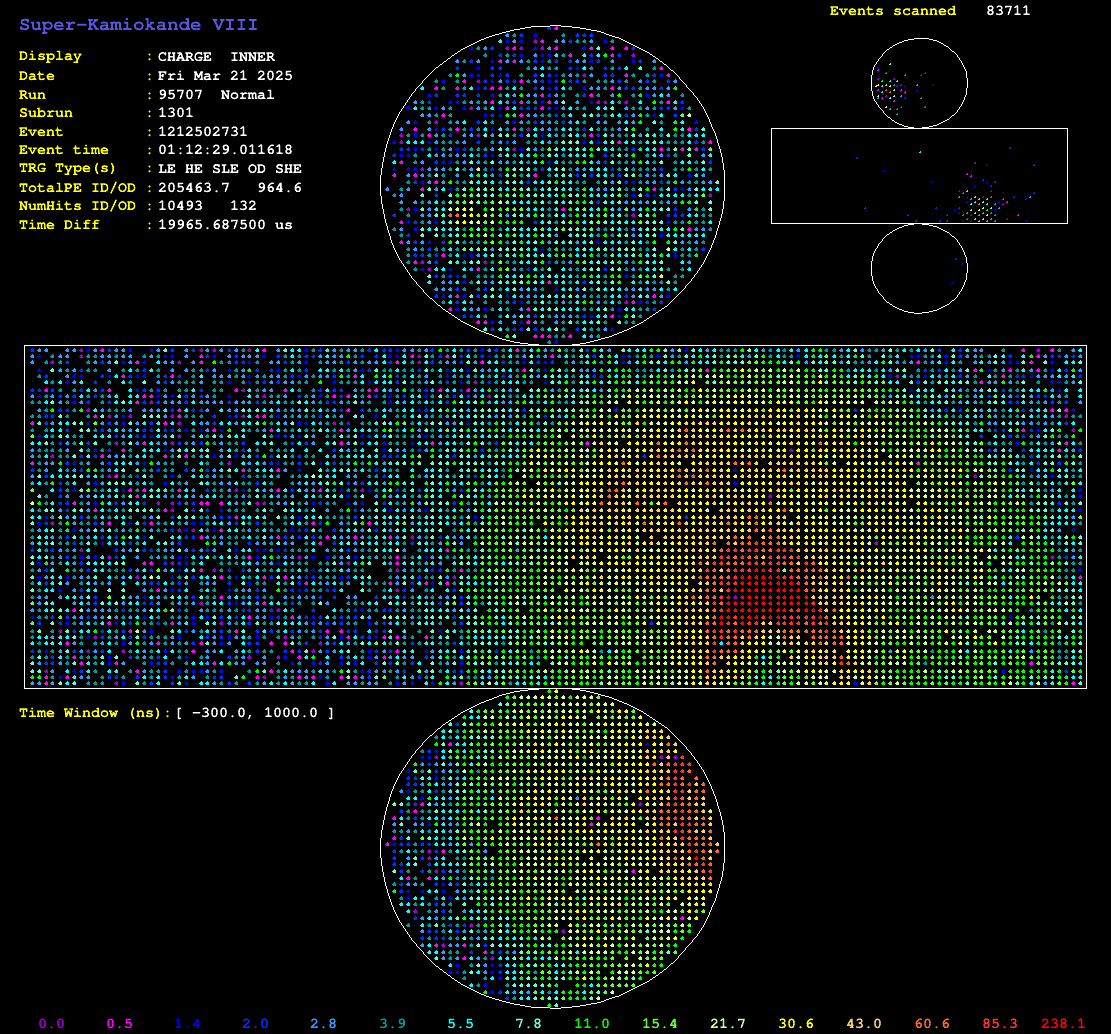 Super-Kamiokande VIII
Events scanned 83711
Display : CHARGE INNER
Date : Fri Mar 21 2025
Run : 95707 Normal
Subrun : 1301
Event : 1212502731
Event time : 01:12:29.011618
TRG Type(s) : LE HE SLE OD SHE
TotalPE ID/OD : 205463.7 964.6
NumHits ID/OD : 10493 132
Time Diff : 19965.687500 us
Time Window (ns): [ -300.0, 1000.0 ]
0.0 0.5 1.4 2.0 2.8 3.9 5.5 7.8 11.0 15.4 21.7 30.6 43.0 60.6 85.3 238.1